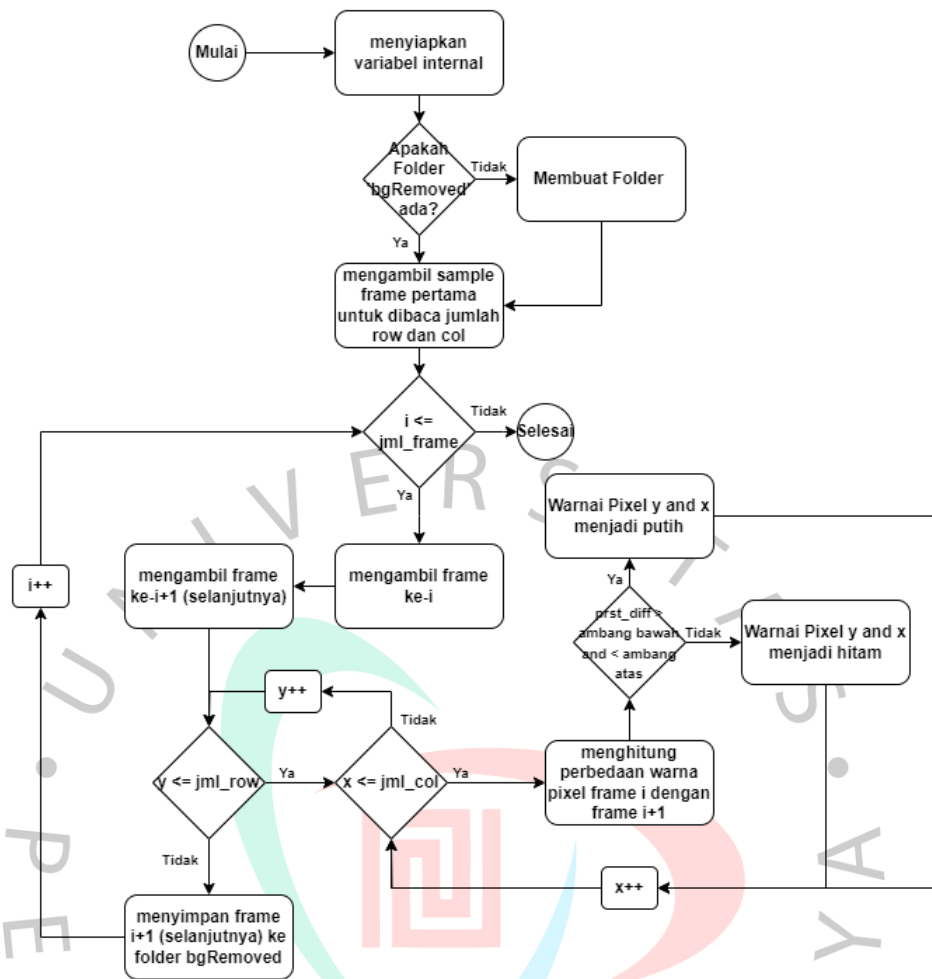 Mulai
menyiapkan
variabel internal
Apakah
Folder
'bgRemoved'
ada?
Tidak
Membuat Folder
Ya
mengambil sample
frame pertama
untuk dibaca jumlah
row dan col
i <=
jml_frame
Tidak
Selesai
Ya
mengambil frame
ke-i
mengambil frame
ke-i+1 (selanjutnya)
i++
y++
Tidak
y <= jml_row
Ya
x <= jml_col
Ya
menghitung
perbedaan warna
pixel frame i dengan
frame i+1
prst_diff >
ambang bawah
and < ambang
atas
Ya
Warnai Pixel y and x
menjadi putih
Tidak
Warnai Pixel y and x
menjadi hitam
x++
Tidak
menyimpan frame
i+1 (selanjutnya) ke
folder bgRemoved
PE
UNIVERSITAS
YA